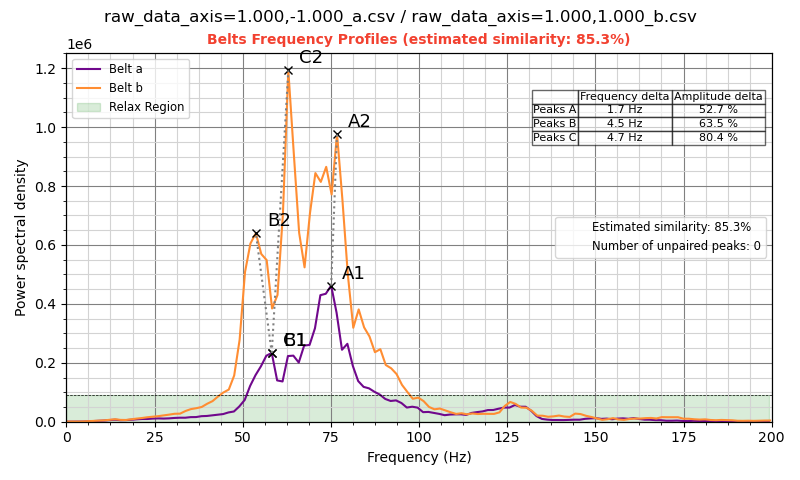 raw_data_axis=1.000,-1.000_a.csv / raw_data_axis=1.000,1.000_b.csv
Belts Frequency Profiles (estimated similarity: 85.3%)
1e6
Belt a
Belt b
Relax Region
Frequency delta Amplitude delta
Peaks A 1.7 Hz 52.7 %
Peaks B 4.5 Hz 63.5 %
Peaks C 4.7 Hz 80.4 %
Estimated similarity: 85.3%
Number of unpaired peaks: 0
C2
A2
B2
A1
B1
C1
Power spectral density
1.2
1.0
0.8
0.6
0.4
0.2
0.0
0 25 50 75 100 125 150 175 200
Frequency (Hz)